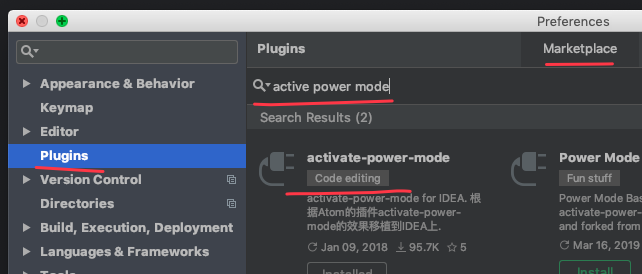 Preferences
Plugins
Marketplace
Appearance & Behavior
Keymap
Editor
Plugins
Version Control
Directories
Build, Execution, Deployment
Languages & Frameworks
Tools
active power mode
Search Results (2)
activate-power-mode
Code editing
activate-power-mode for IDEA. 根
据Atom的插件activate-power-
mode的效果移植到IDEA上.
Jan 09, 2018 95.7K 5
Installed
Power Mode
Fun stuff
Power Mode Bas
activate-power-m
and forked from
Mar 16, 2019
Install